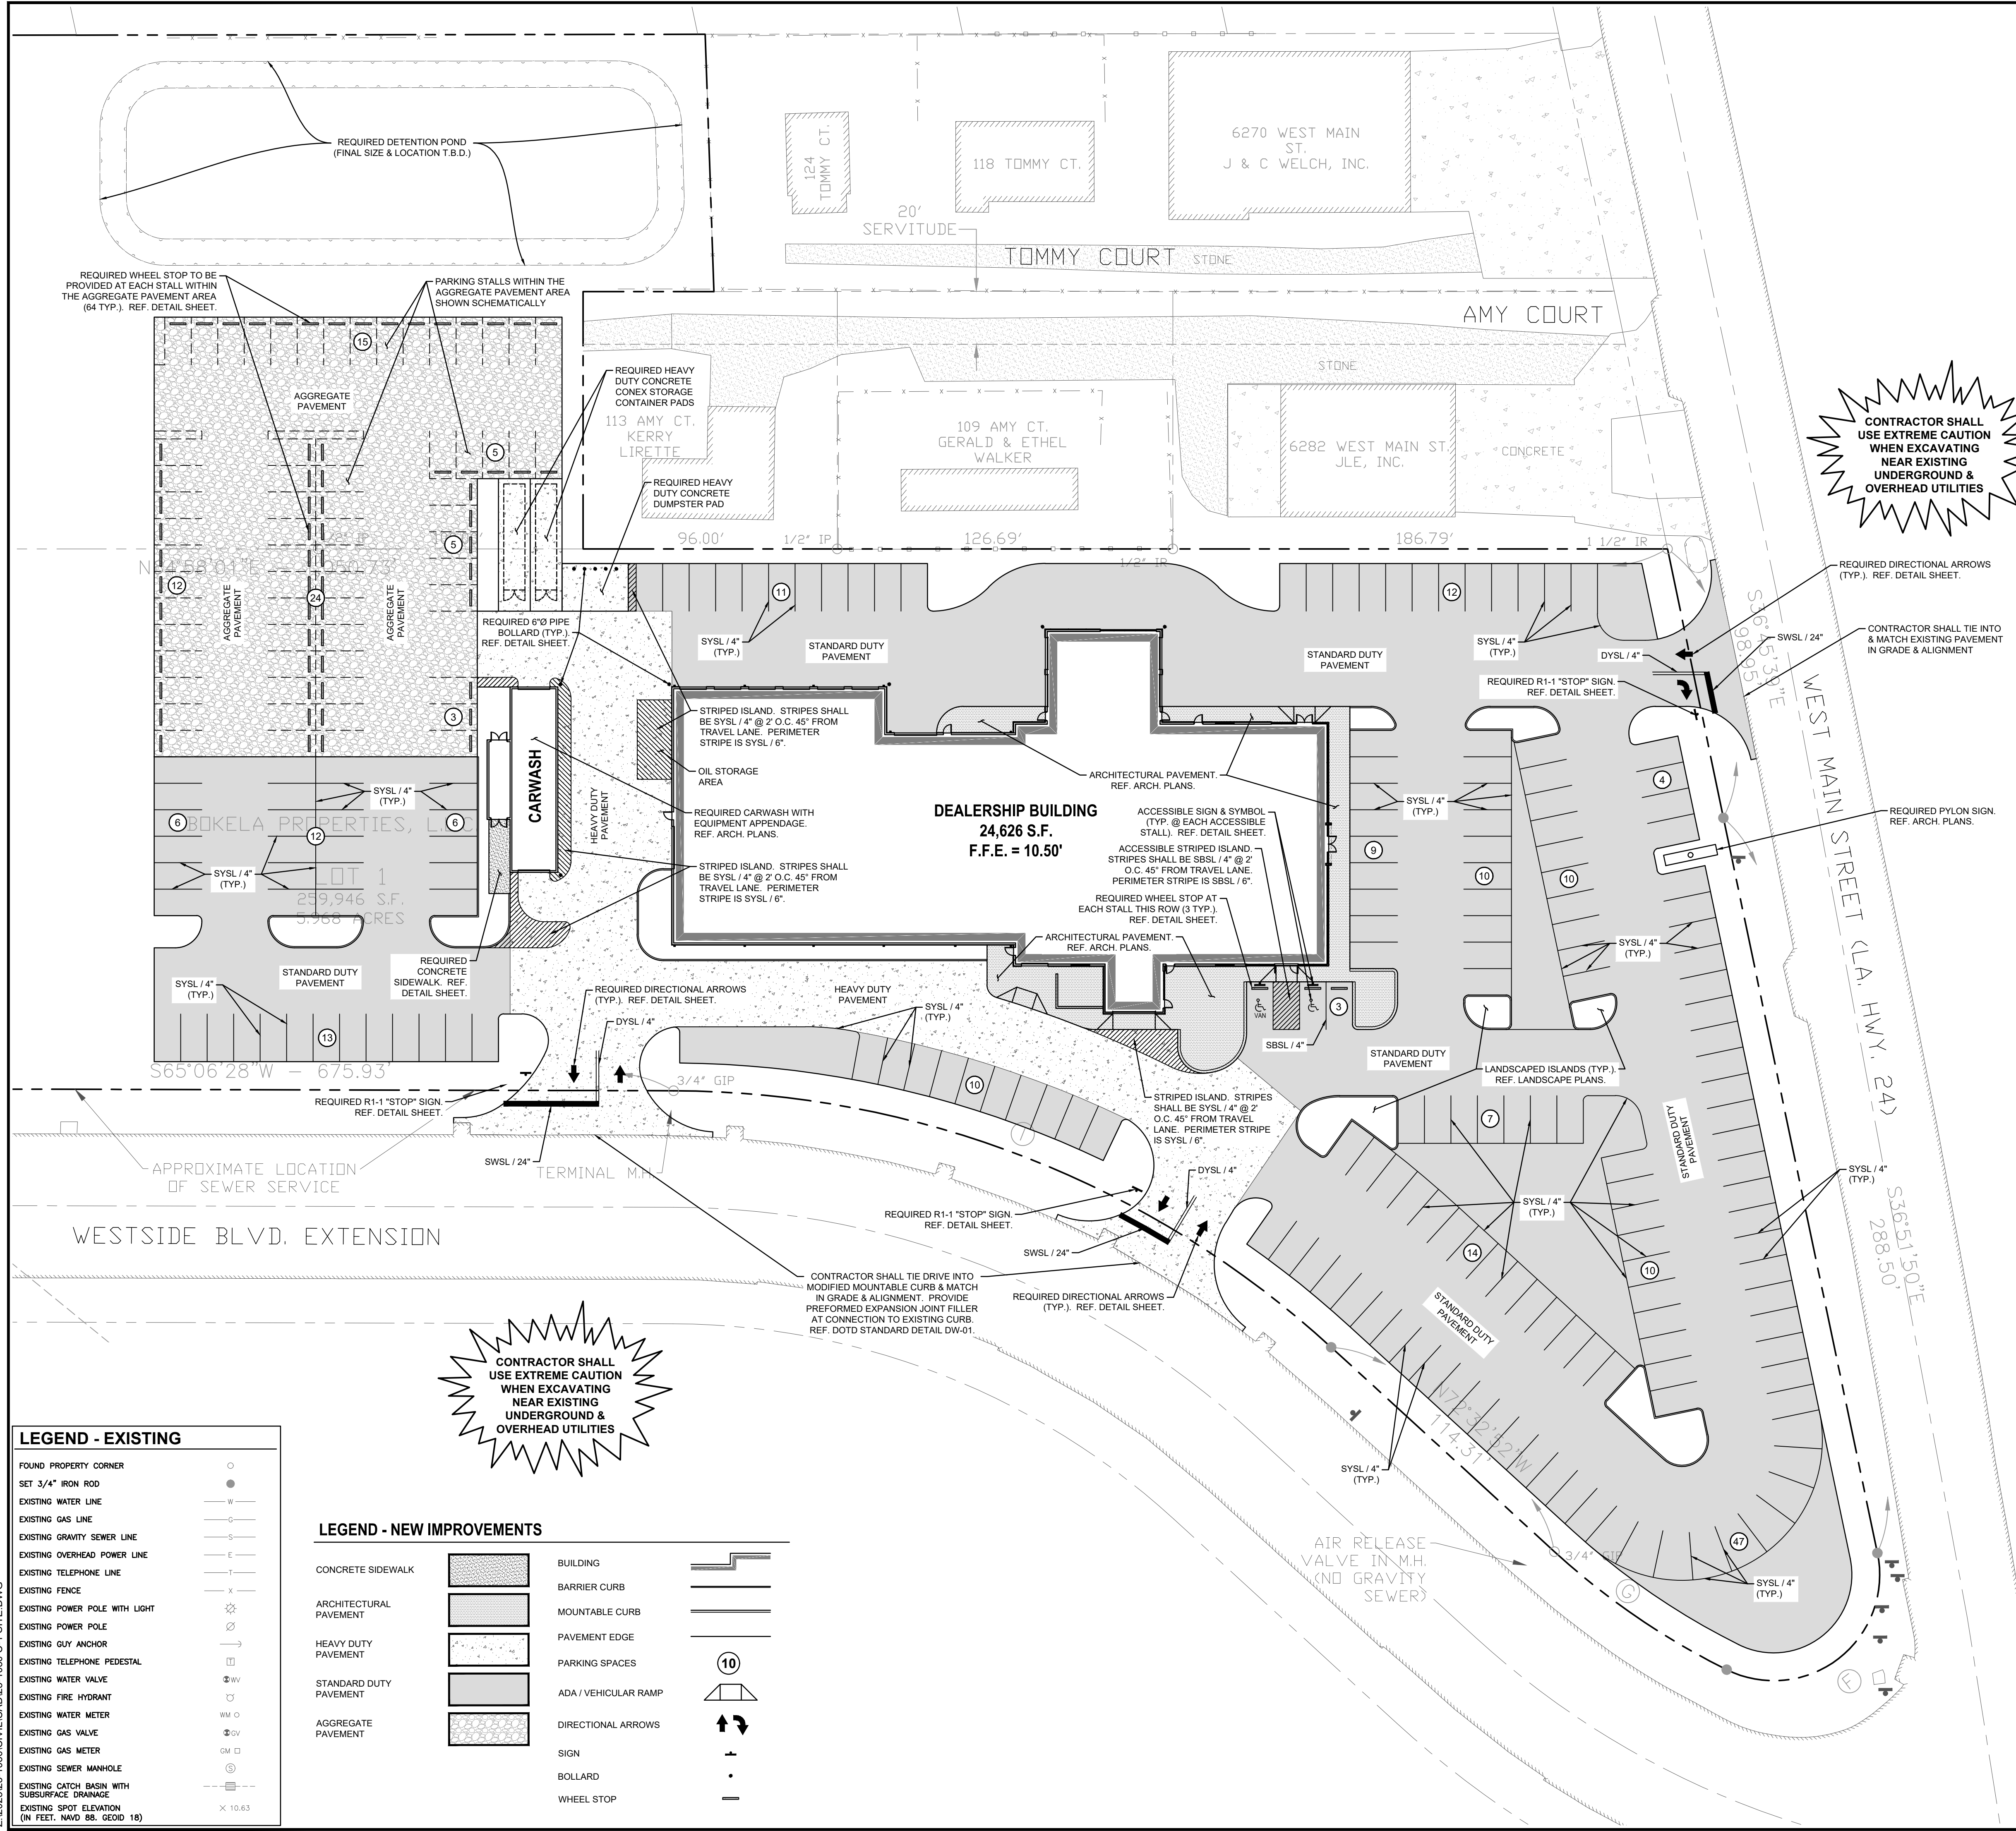 REQUIRED DETENTION POND
(FINAL SIZE & LOCATION T.B.D.)
124
TOMMY CT.
118 TOMMY CT.
6270 WEST MAIN
ST.
J & C WELCH, INC.
20'
SERVITUDE
TOMMY COURT
STONE
AMY COURT
STONE
REQUIRED WHEEL STOP TO BE
PROVIDED AT EACH STALL WITHIN
THE AGGREGATE PAVEMENT AREA
(64 TYP.). REF. DETAIL SHEET.
PARKING STALLS WITHIN THE
AGGREGATE PAVEMENT AREA
SHOWN SCHEMATICALLY
15
AGGREGATE
PAVEMENT
5
REQUIRED HEAVY
DUTY CONCRETE
CONEX STORAGE
CONTAINER PADS
113 AMY CT.
KERRY
LIRETTE
109 AMY CT.
GERALD & ETHEL
WALKER
6282 WEST MAIN ST.
JLE, INC.
CONCRETE
CONTRACTOR SHALL
USE EXTREME CAUTION
WHEN EXCAVATING
NEAR EXISTING
UNDERGROUND &
OVERHEAD UTILITIES
REQUIRED HEAVY
DUTY CONCRETE
DUMPSTER PAD
5
96.00'
1/2" IP
126.69'
1/2" IR
186.79'
1 1/2" IR
12
24
AGGREGATE
PAVEMENT
AGGREGATE
PAVEMENT
3
11
12
REQUIRED DIRECTIONAL ARROWS
(TYP.). REF. DETAIL SHEET.
S36°45'39"E
98.95'
CONTRACTOR SHALL TIE INTO
& MATCH EXISTING PAVEMENT
IN GRADE & ALIGNMENT
SWSL / 24"
DYSL / 4"
REQUIRED R1-1 "STOP" SIGN.
REF. DETAIL SHEET.
REQUIRED 6"Ø PIPE
BOLLARD (TYP.).
REF. DETAIL SHEET.
SYSL / 4"
(TYP.)
STANDARD DUTY
PAVEMENT
STANDARD DUTY
PAVEMENT
SYSL / 4"
(TYP.)
STRIPED ISLAND. STRIPES SHALL
BE SYSL / 4" @ 2' O.C. 45° FROM
TRAVEL LANE. PERIMETER
STRIPE IS SYSL / 6".
OIL STORAGE
AREA
CARWASH
HEAVY DUTY
PAVEMENT
REQUIRED CARWASH WITH
EQUIPMENT APPENDAGE.
REF. ARCH. PLANS.
STRIPED ISLAND. STRIPES SHALL
BE SYSL / 4" @ 2' O.C. 45° FROM
TRAVEL LANE. PERIMETER
STRIPE IS SYSL / 6".
ARCHITECTURAL PAVEMENT.
REF. ARCH. PLANS.
DEALERSHIP BUILDING
24,626 S.F.
F.F.E. = 10.50'
ACCESSIBLE SIGN & SYMBOL
(TYP. @ EACH ACCESSIBLE
STALL). REF. DETAIL SHEET.
ACCESSIBLE STRIPED ISLAND.
STRIPES SHALL BE SBSL / 4" @ 2'
O.C. 45° FROM TRAVEL LANE.
PERIMETER STRIPE IS SBSL / 6".
REQUIRED WHEEL STOP AT
EACH STALL THIS ROW (3 TYP.).
REF. DETAIL SHEET.
ARCHITECTURAL PAVEMENT.
REF. ARCH. PLANS.
SYSL / 4"
(TYP.)
9
10
10
4
WEST MAIN STREET (LA. HWY. 24)
REQUIRED PYLON SIGN.
REF. ARCH. PLANS.
SYSL / 4"
(TYP.)
SYSL / 4"
(TYP.)
6
BOKELA PROPERTIES, L.L.C.
12
6
SYSL / 4"
(TYP.)
LOT 1
259,946 S.F.
5.968 ACRES
REQUIRED
CONCRETE
SIDEWALK. REF.
DETAIL SHEET.
STANDARD DUTY
PAVEMENT
SYSL / 4"
(TYP.)
13
REQUIRED DIRECTIONAL ARROWS
(TYP.). REF. DETAIL SHEET.
DYSL / 4"
HEAVY DUTY
PAVEMENT
SYSL / 4"
(TYP.)
VAN
3
SBSL / 4"
STANDARD DUTY
PAVEMENT
LANDSCAPED ISLANDS (TYP.).
REF. LANDSCAPE PLANS.
S65°06'28"W - 675.93'
3/4" GIP
10
REQUIRED R1-1 "STOP" SIGN.
REF. DETAIL SHEET.
STRIPED ISLAND. STRIPES
SHALL BE SYSL / 4" @ 2'
O.C. 45° FROM TRAVEL
LANE. PERIMETER STRIPE
IS SYSL / 6".
7
STANDARD DUTY
PAVEMENT
APPROXIMATE LOCATION
OF SEWER SERVICE
SWSL / 24"
TERMINAL M.H.
DYSL / 4"
SYSL / 4"
(TYP.)
SYSL / 4"
(TYP.)
S36°51'50"E
288.50'
WESTSIDE BLVD. EXTENSION
REQUIRED R1-1 "STOP" SIGN.
REF. DETAIL SHEET.
SWSL / 24"
14
10
CONTRACTOR SHALL TIE DRIVE INTO
MODIFIED MOUNTABLE CURB & MATCH
IN GRADE & ALIGNMENT. PROVIDE
PREFORMED EXPANSION JOINT FILLER
AT CONNECTION TO EXISTING CURB.
REF. DOTD STANDARD DETAIL DW-01.
REQUIRED DIRECTIONAL ARROWS
(TYP.). REF. DETAIL SHEET.
STANDARD DUTY
PAVEMENT
CONTRACTOR SHALL
USE EXTREME CAUTION
WHEN EXCAVATING
NEAR EXISTING
UNDERGROUND &
OVERHEAD UTILITIES
N72°32'52"W
114.31'
SYSL / 4"
(TYP.)
AIR RELEASE
VALVE IN M.H.
(NO GRAVITY
SEWER)
3/4" GIP
G
47
SYSL / 4"
(TYP.)
F
LEGEND - EXISTING
FOUND PROPERTY CORNER
SET 3/4" IRON ROD
EXISTING WATER LINE W
EXISTING GAS LINE G
EXISTING GRAVITY SEWER LINE S
EXISTING OVERHEAD POWER LINE E
EXISTING TELEPHONE LINE T
EXISTING FENCE X
EXISTING POWER POLE WITH LIGHT
EXISTING POWER POLE
EXISTING GUY ANCHOR
EXISTING TELEPHONE PEDESTAL T
EXISTING WATER VALVE WV
EXISTING FIRE HYDRANT
EXISTING WATER METER WM
EXISTING GAS VALVE GV
EXISTING GAS METER GM
EXISTING SEWER MANHOLE S
EXISTING CATCH BASIN WITH
SUBSURFACE DRAINAGE
EXISTING SPOT ELEVATION X 10.63
(IN FEET. NAVD 88. GEOID 18)
LEGEND - NEW IMPROVEMENTS
CONCRETE SIDEWALK
ARCHITECTURAL
PAVEMENT
HEAVY DUTY
PAVEMENT
STANDARD DUTY
PAVEMENT
AGGREGATE
PAVEMENT
BUILDING
BARRIER CURB
MOUNTABLE CURB
PAVEMENT EDGE
PARKING SPACES 10
ADA / VEHICULAR RAMP
DIRECTIONAL ARROWS
SIGN
BOLLARD
WHEEL STOP